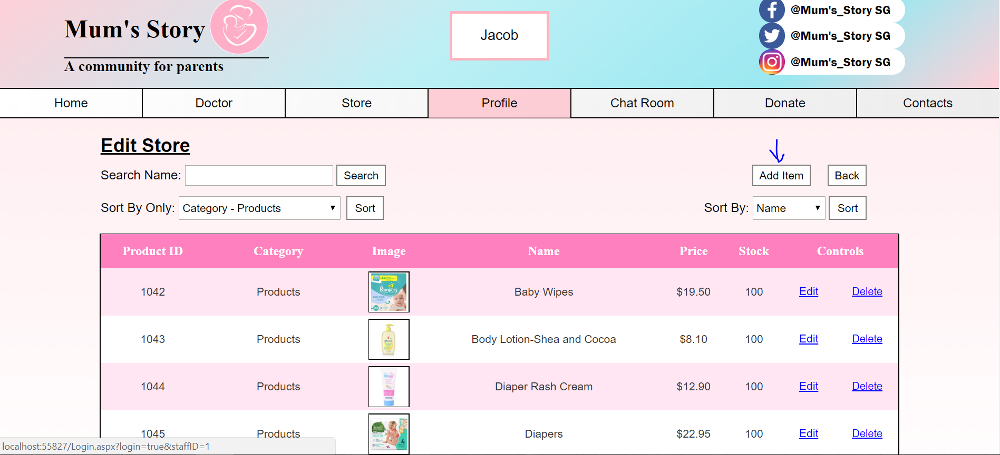 Mum's Story
A community for parents
Jacob
@Mum's_Story SG
@Mum's_Story SG
@Mum's_Story SG
Home Doctor Store Profile Chat Room Donate Contacts
Edit Store
Search Name: Search Add Item Back
Sort By Only: Category - Products Sort Sort By: Name Sort
Product ID Category Image Name Price Stock Controls
1042 Products Pampers Baby Wipes $19.50 100 Edit Delete
1043 Products Body Lotion-Shea and Cocoa $8.10 100 Edit Delete
1044 Products Diaper Rash Cream $12.90 100 Edit Delete
1045 Products Diapers $22.95 100 Edit Delete
localhost:55827/Login.aspx?login=true&staffID=1